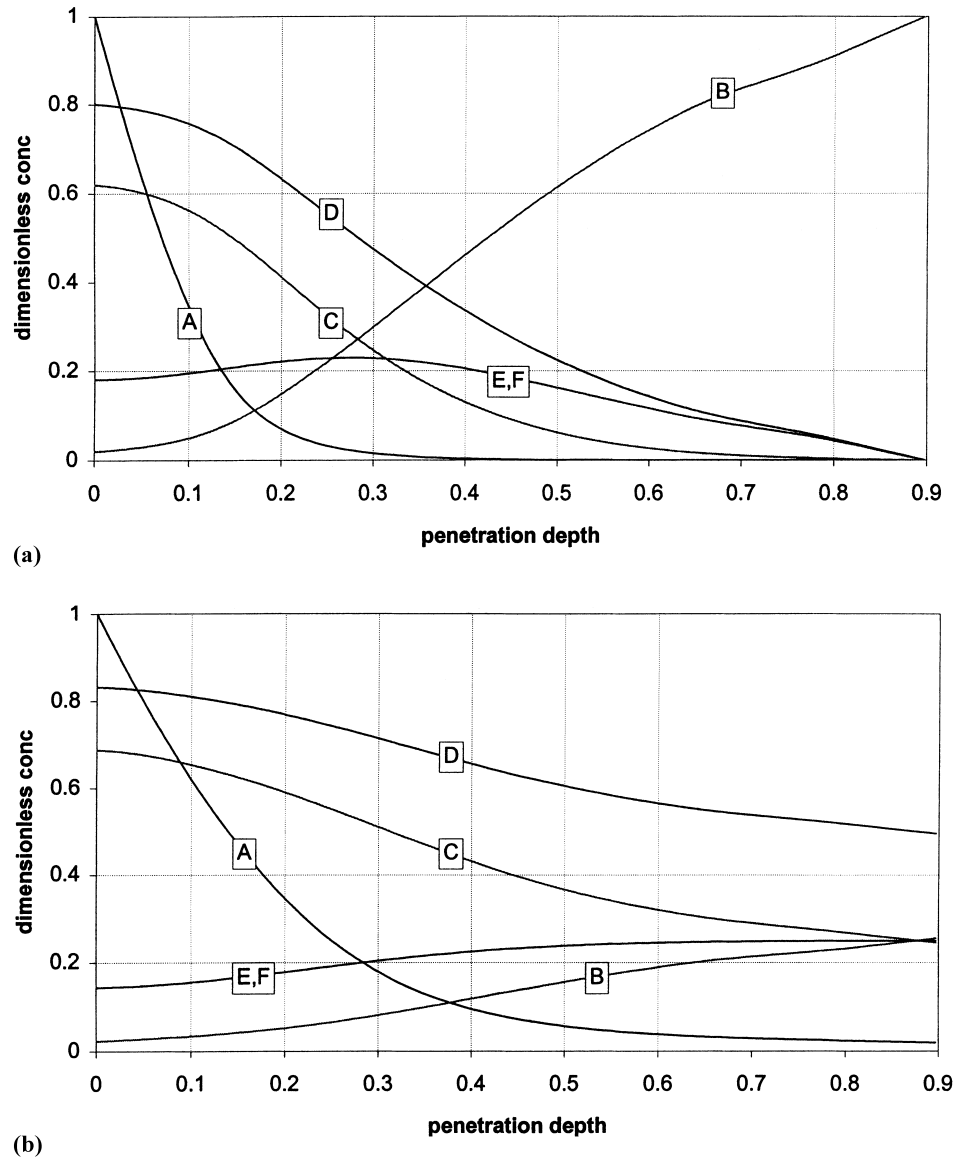 1
0.8
0.6
0.4
0.2
0
dimensionless conc
A
B
C
D
E,F
0 0.1 0.2 0.3 0.4 0.5 0.6 0.7 0.8 0.9
penetration depth
(a)
1
0.8
0.6
0.4
0.2
0
dimensionless conc
D
C
A
E,F
B
0 0.1 0.2 0.3 0.4 0.5 0.6 0.7 0.8 0.9
penetration depth
(b)